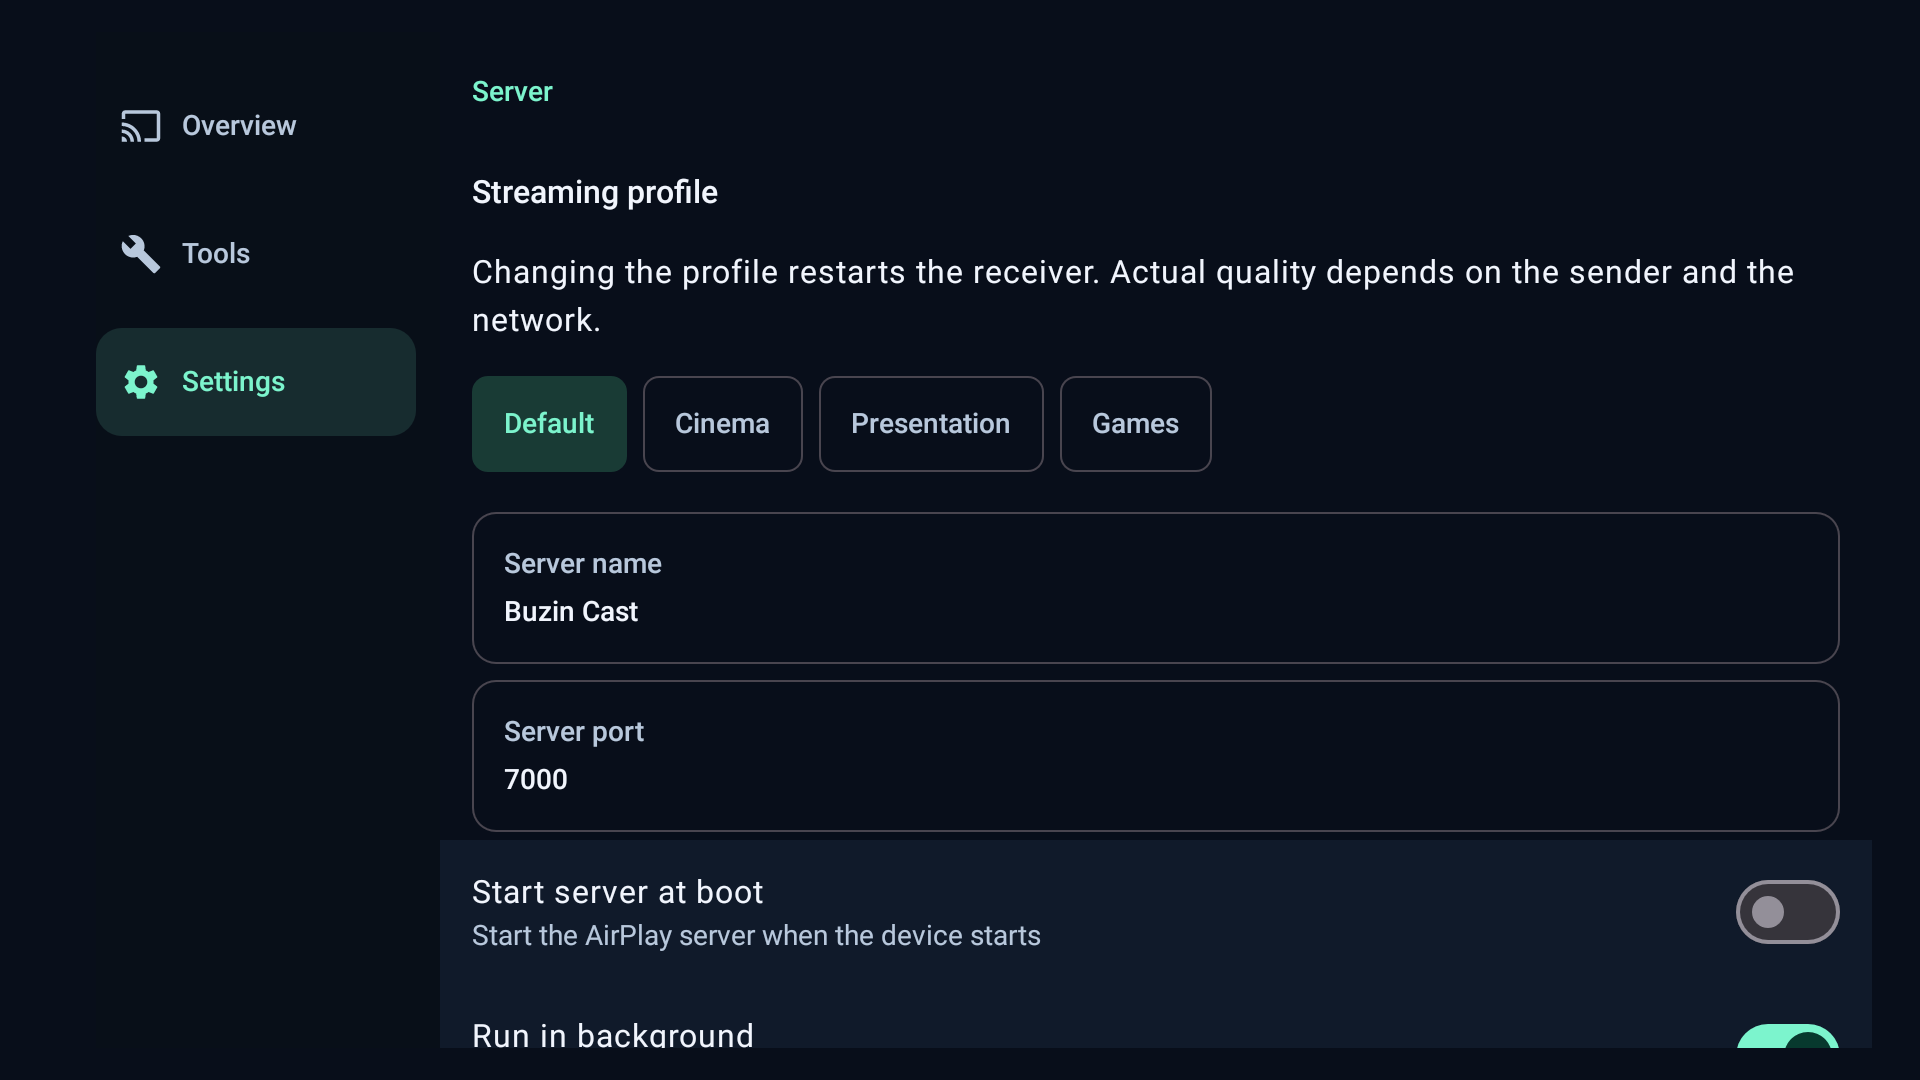 Overview
Tools
Settings
Server
Streaming profile
Changing the profile restarts the receiver. Actual quality depends on the sender and the
network.
Default
Cinema
Presentation
Games
Server name
Buzin Cast
Server port
7000
Start server at boot
Start the AirPlay server when the device starts
Run in background